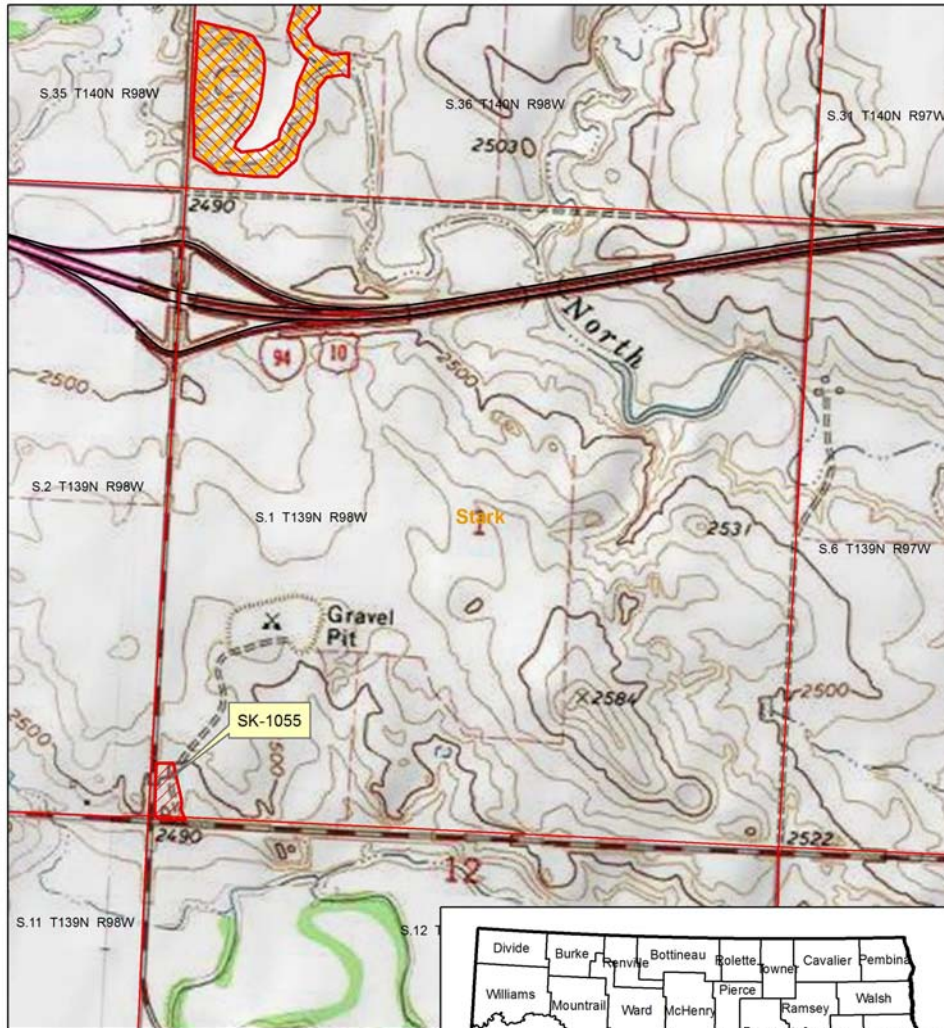 S.35 T140N R98W
S.36 T140N R98W
S.31 T140N R97W
2503
2490
North
94
10
2500
2500
S.2 T139N R98W
S.1 T139N R98W
Stark
1
2531
S.6 T139N R97W
Gravel
Pit
2584
2500
SK-1055
2500
2500
2490
2522
12
S.11 T139N R98W
S.12 T
Divide
Burke
Renville
Bottineau
Rolette
Towner
Cavalier
Pembina
Pierce
Williams
Mountrail
Ward
McHenry
Ramsey
Walsh